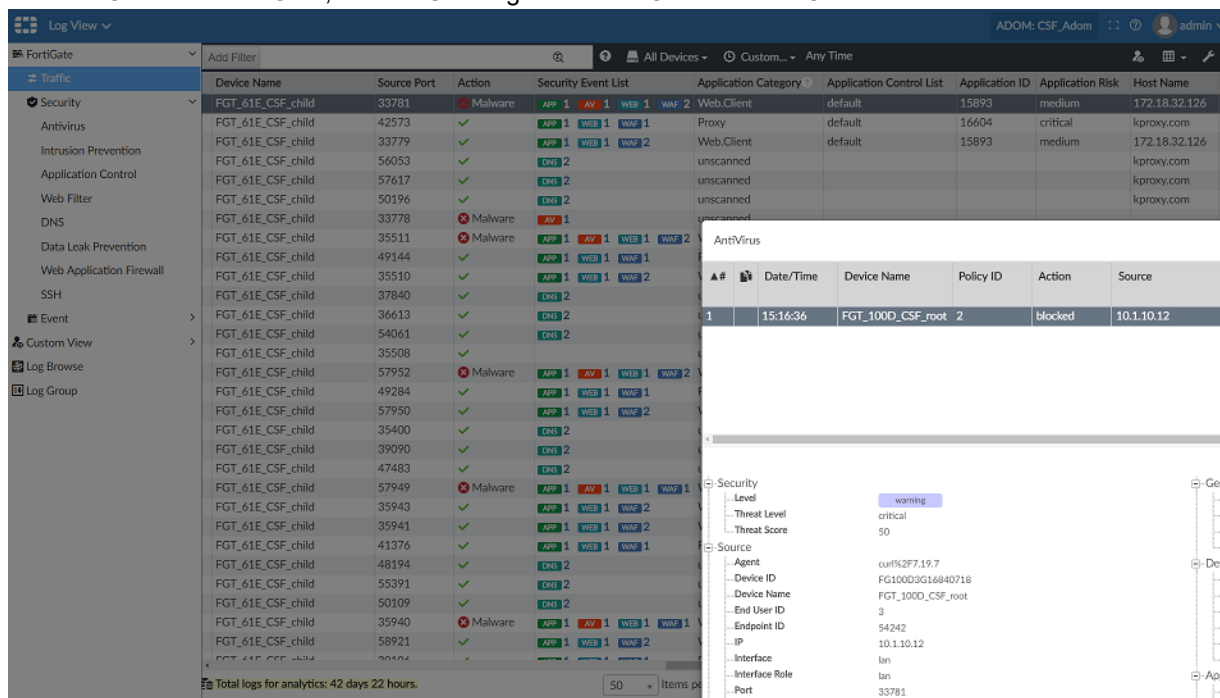 Log View
ADOM: CSF_Adom admin
FortiGate
Traffic
Security
Antivirus
Intrusion Prevention
Application Control
Web Filter
DNS
Data Leak Prevention
Web Application Firewall
SSH
Event
Custom View
Log Browse
Log Group
Add Filter All Devices Custom... Any Time
Device Name Source Port Action Security Event List Application Category Application Control List Application ID Application Risk Host Name
FGT_61E_CSF_child 33781 Malware APP 1 AV 1 WEB 1 WAF 2 Web.Client default 15893 medium 172.18.32.126
FGT_61E_CSF_child 42573 APP 1 WEB 1 WAF 1 Proxy default 16604 critical kproxy.com
FGT_61E_CSF_child 33779 APP 1 WEB 1 WAF 2 Web.Client default 15893 medium 172.18.32.126
FGT_61E_CSF_child 56053 DNS 2 unscanned kproxy.com
FGT_61E_CSF_child 57617 DNS 2 unscanned kproxy.com
FGT_61E_CSF_child 50196 DNS 2 unscanned kproxy.com
FGT_61E_CSF_child 33778 Malware AV 1 unscanned
FGT_61E_CSF_child 35511 Malware APP 1 AV 1 WEB 1 WAF 2
FGT_61E_CSF_child 49144 APP 1 WEB 1 WAF 1
FGT_61E_CSF_child 35510 APP 1 WEB 1 WAF 2
FGT_61E_CSF_child 37840 DNS 2
FGT_61E_CSF_child 36613 DNS 2
FGT_61E_CSF_child 54061 DNS 2
FGT_61E_CSF_child 35508
FGT_61E_CSF_child 57952 Malware APP 1 AV 1 WEB 1 WAF 2
FGT_61E_CSF_child 49284 APP 1 WEB 1 WAF 1
FGT_61E_CSF_child 57950 APP 1 WEB 1 WAF 2
FGT_61E_CSF_child 35400 DNS 2
FGT_61E_CSF_child 39090 DNS 2
FGT_61E_CSF_child 47483 DNS 2
FGT_61E_CSF_child 57949 Malware APP 1 AV 1 WEB 1 WAF 1
FGT_61E_CSF_child 35943 APP 1 WEB 1 WAF 2
FGT_61E_CSF_child 35941 APP 1 WEB 1 WAF 2
FGT_61E_CSF_child 41376 APP 1 WEB 1 WAF 1
FGT_61E_CSF_child 48194 DNS 2
FGT_61E_CSF_child 55391 DNS 2
FGT_61E_CSF_child 50109 DNS 2
FGT_61E_CSF_child 35940 Malware APP 1 AV 1 WEB 1 WAF 1
FGT_61E_CSF_child 58921 APP 1 WEB 1 WAF 2
Total logs for analytics: 42 days 22 hours. 50 Items pe
AntiVirus
# Date/Time Device Name Policy ID Action Source
1 15:16:36 FGT_100D_CSF_root 2 blocked 10.1.10.12
Security
Level warning
Threat Level critical
Threat Score 50
Source
Agent curl%2F7.19.7
Device ID FG100D3G16840718
Device Name FGT_100D_CSF_root
End User ID 3
Endpoint ID 54242
IP 10.1.10.12
Interface lan
Interface Role lan
Port 33781
Ge
De
Ap